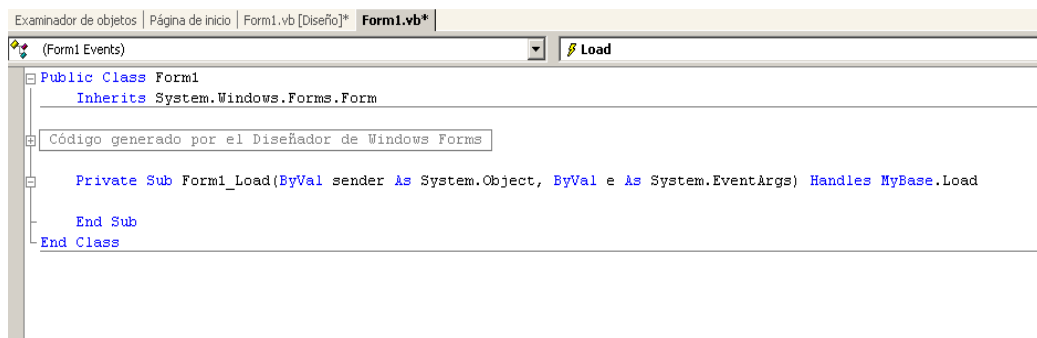 Examinador de objetos | Página de inicio | Form1.vb [Diseño]* Form1.vb*
(Form1 Events) Load
Public Class Form1
Inherits System.Windows.Forms.Form
Código generado por el Diseñador de Windows Forms
Private Sub Form1_Load(ByVal sender As System.Object, ByVal e As System.EventArgs) Handles MyBase.Load
End Sub
End Class